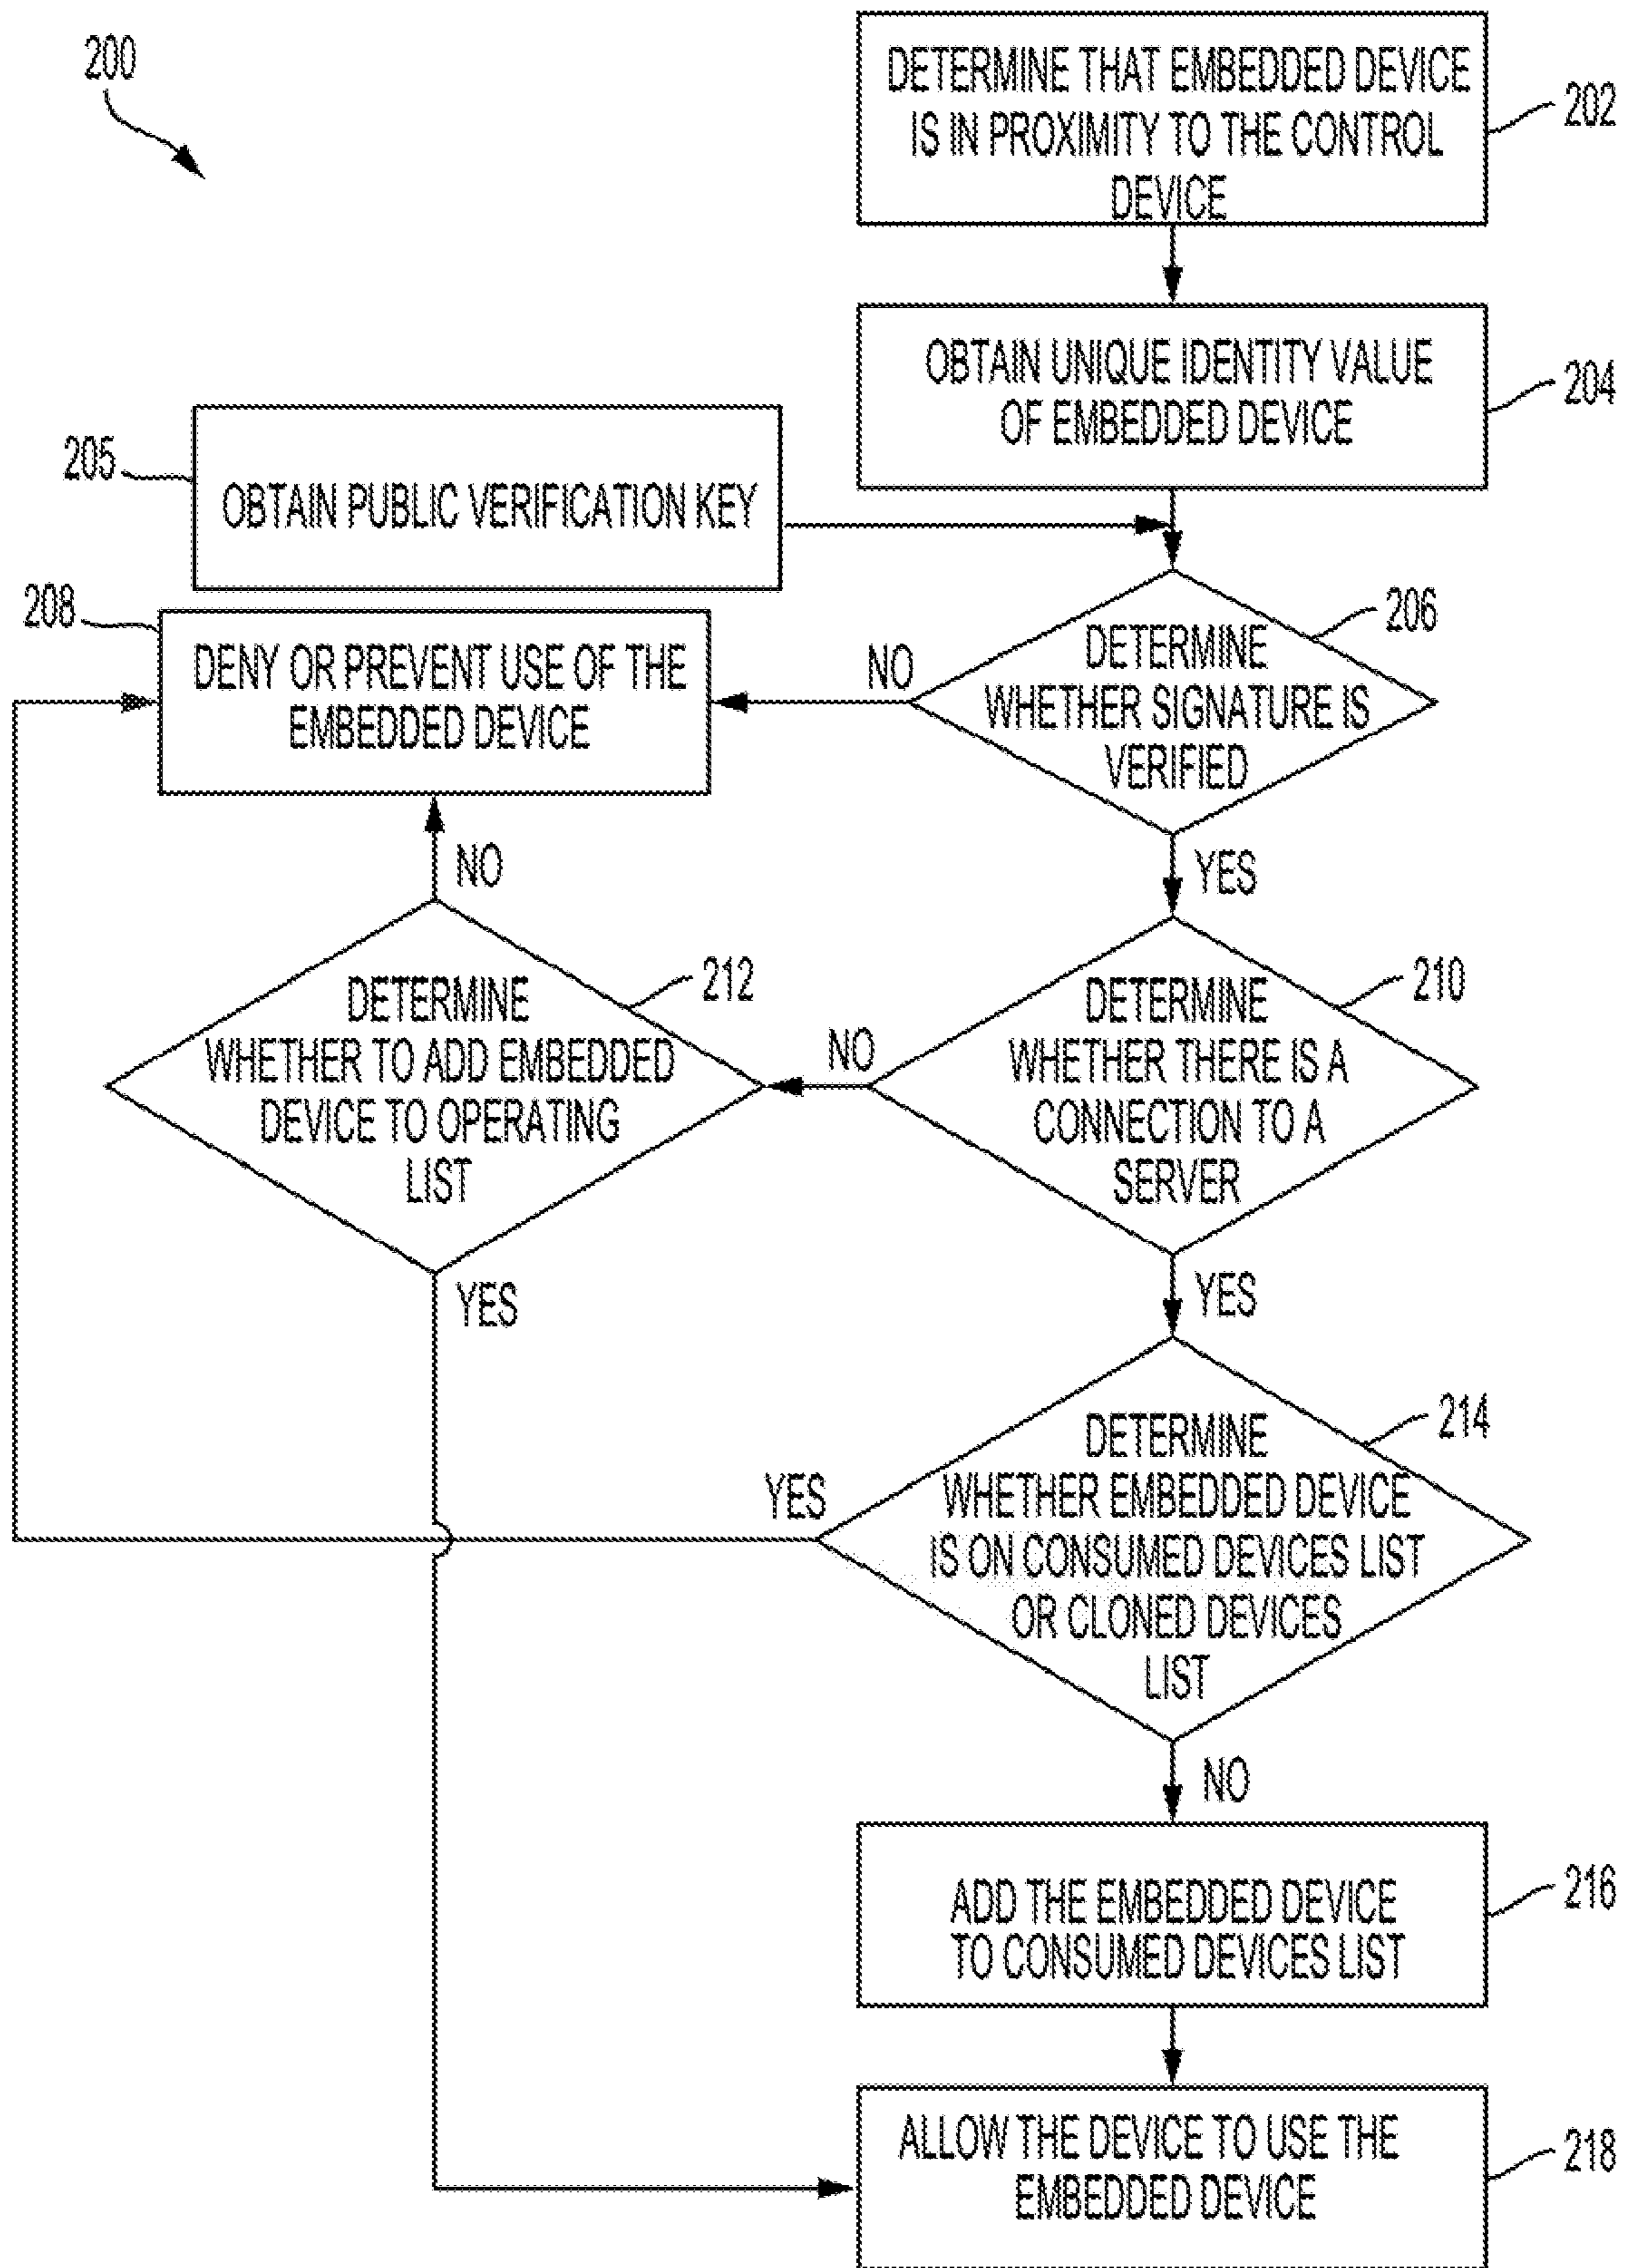 200
DETERMINE THAT EMBEDDED DEVICE
IS IN PROXIMITY TO THE CONTROL
DEVICE
202
OBTAIN UNIQUE IDENTITY VALUE
OF EMBEDDED DEVICE
204
205
OBTAIN PUBLIC VERIFICATION KEY
208
DENY OR PREVENT USE OF THE
EMBEDDED DEVICE
NO
DETERMINE
WHETHER SIGNATURE IS
VERIFIED
206
NO
YES
DETERMINE
WHETHER TO ADD EMBEDDED
DEVICE TO OPERATING
LIST
212
NO
DETERMINE
WHETHER THERE IS A
CONNECTION TO A
SERVER
210
YES
YES
YES
DETERMINE
WHETHER EMBEDDED DEVICE
IS ON CONSUMED DEVICES LIST
OR CLONED DEVICES
LIST
214
NO
ADD THE EMBEDDED DEVICE
TO CONSUMED DEVICES LIST
216
ALLOW THE DEVICE TO USE THE
EMBEDDED DEVICE
218